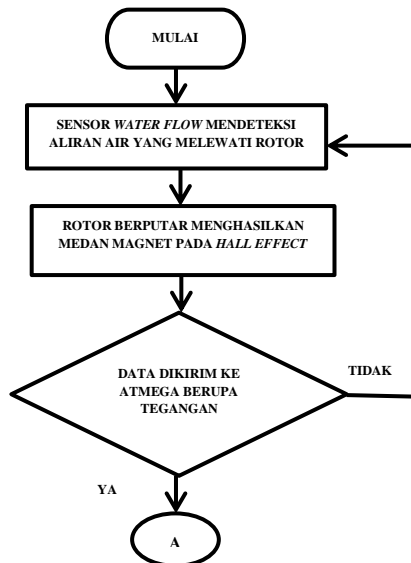 MULAI
SENSOR WATER FLOW MENDETEKSI
ALIRAN AIR YANG MELEWATI ROTOR
ROTOR BERPUTAR MENGHASILKAN
MEDAN MAGNET PADA HALL EFFECT
DATA DIKIRIM KE
ATMEGA BERUPA
TEGANGAN
TIDAK
YA
A